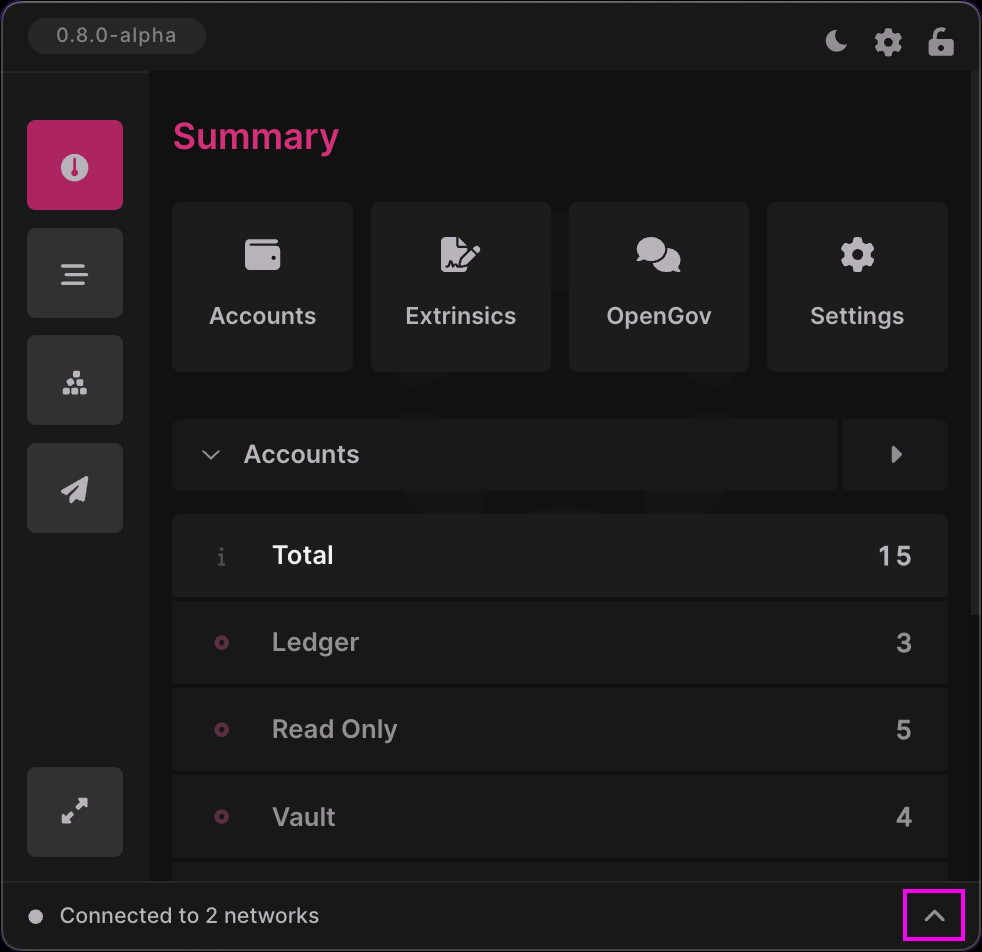 0.8.0-alpha
Summary
Accounts
Extrinsics
OpenGov
Settings
Accounts
Total 15
Ledger 3
Read Only 5
Vault 4
Connected to 2 networks